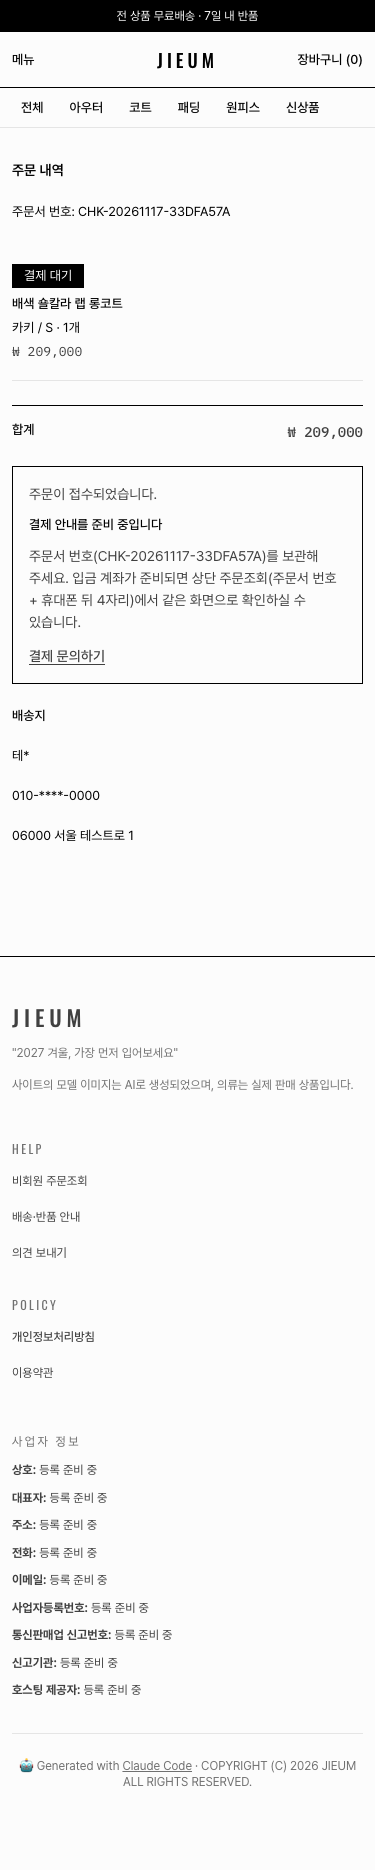 전 상품 무료배송 · 7일 내 반품
메뉴
JIEUM
장바구니 (0)
전체 아우터 코트 패딩 원피스 신상품
주문 내역
주문서 번호: CHK-20261117-33DFA57A
결제 대기
배색 숄칼라 랩 롱코트
카키 / S · 1개
₩ 209,000
합계
₩ 209,000
주문이 접수되었습니다.
결제 안내를 준비 중입니다
주문서 번호(CHK-20261117-33DFA57A)를 보관해
주세요. 입금 계좌가 준비되면 상단 주문조회(주문서 번호
+ 휴대폰 뒤 4자리)에서 같은 화면으로 확인하실 수
있습니다.
결제 문의하기
배송지
테*
010-****-0000
06000 서울 테스트로 1
JIEUM
"2027 겨울, 가장 먼저 입어보세요"
사이트의 모델 이미지는 AI로 생성되었으며, 의류는 실제 판매 상품입니다.
HELP
비회원 주문조회
배송·반품 안내
의견 보내기
POLICY
개인정보처리방침
이용약관
사업자 정보
상호: 등록 준비 중
대표자: 등록 준비 중
주소: 등록 준비 중
전화: 등록 준비 중
이메일: 등록 준비 중
사업자등록번호: 등록 준비 중
통신판매업 신고번호: 등록 준비 중
신고기관: 등록 준비 중
호스팅 제공자: 등록 준비 중
🤖 Generated with Claude Code · COPYRIGHT (C) 2026 JIEUM
ALL RIGHTS RESERVED.